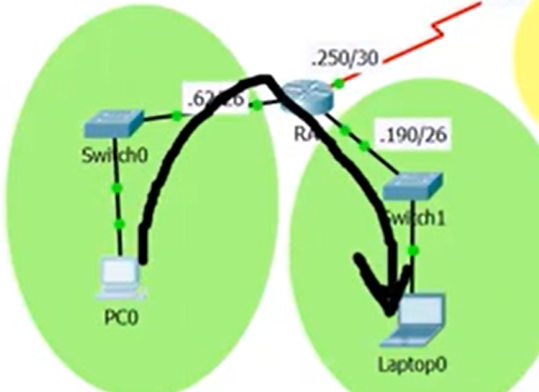 .250/30
.62/26
RA
.190/26
Switch0
Switch1
PC0
Laptop0